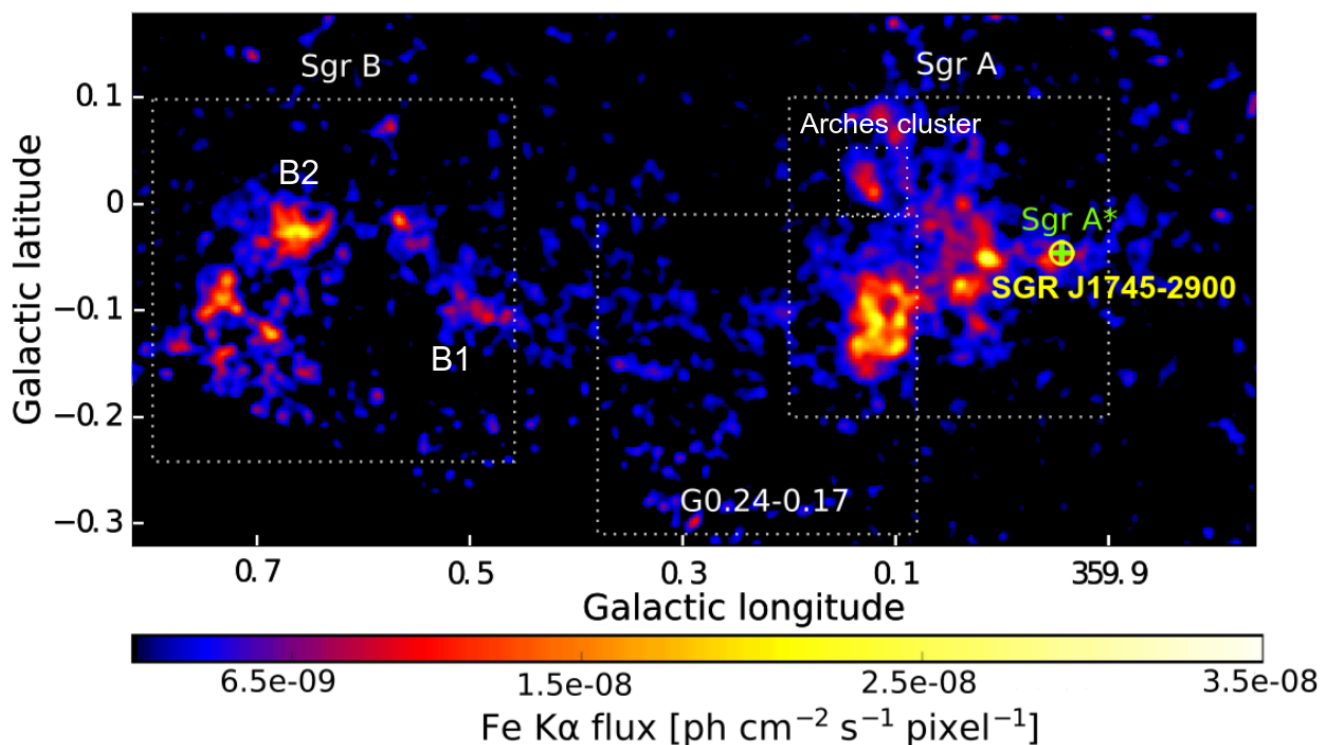 Sgr B
Sgr A
0.1
Arches cluster
B2
0
Sgr A*
SGR J1745-2900
−0.1
B1
−0.2
G0.24-0.17
−0.3
Galactic latitude
0.7
0.5
0.3
0.1
359.9
Galactic longitude
6.5e-09
1.5e-08
2.5e-08
3.5e-08
Fe Kα flux [ph cm⁻² s⁻¹ pixel⁻¹]